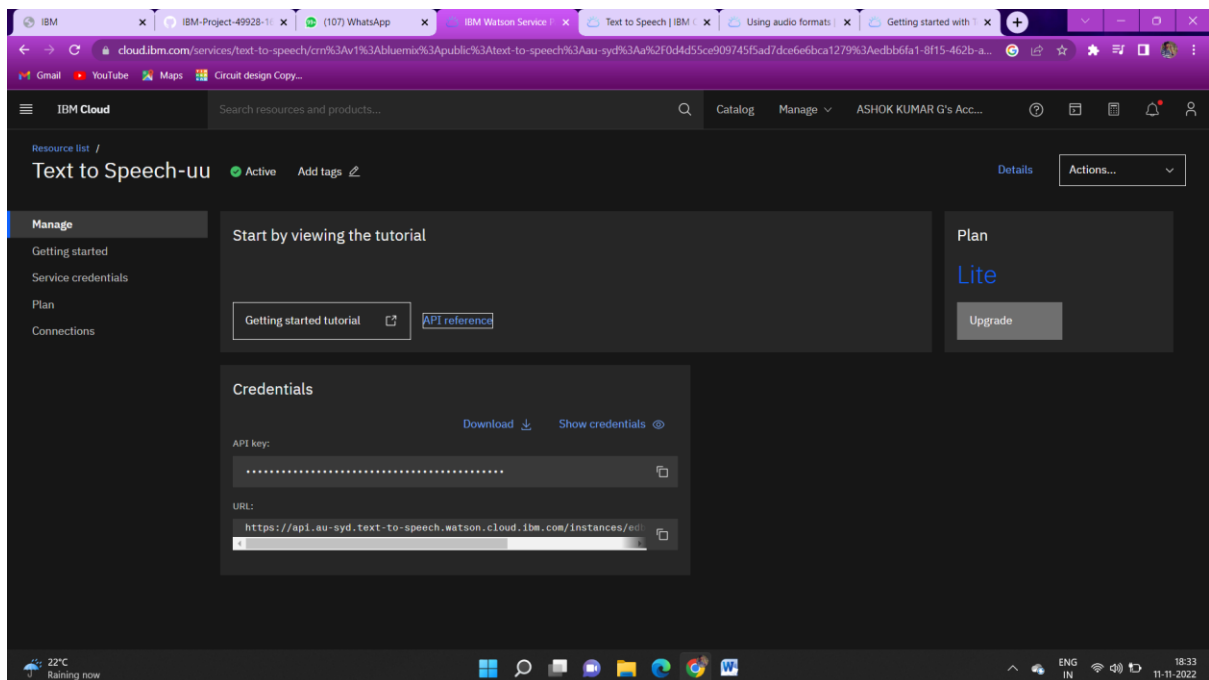 IBM
IBM-Project-49928-16
(107) WhatsApp
IBM Watson Service P
Text to Speech | IBM C
Using audio formats |
Getting started with T
cloud.ibm.com/services/text-to-speech/crn%3Av1%3Abluemix%3Apublic%3Atext-to-speech%3Aau-syd%3Aa%2F0d4d55ce909745f5ad7dce6e6bca1279%3Aedbb6fa1-8f15-462b-a...
Gmail YouTube Maps Circuit design Copy...
IBM Cloud Search resources and products... Catalog Manage ASHOK KUMAR G's Acc...
Resource list /
Text to Speech-uu Active Add tags Details Actions...
Manage
Getting started
Service credentials
Plan
Connections
Start by viewing the tutorial
Getting started tutorial API reference
Plan
Lite
Upgrade
Credentials
Download Show credentials
API key:
............................................
URL:
https://api.au-syd.text-to-speech.watson.cloud.ibm.com/instances/ed
22°C
Raining now
ENG
IN
18:33
11-11-2022